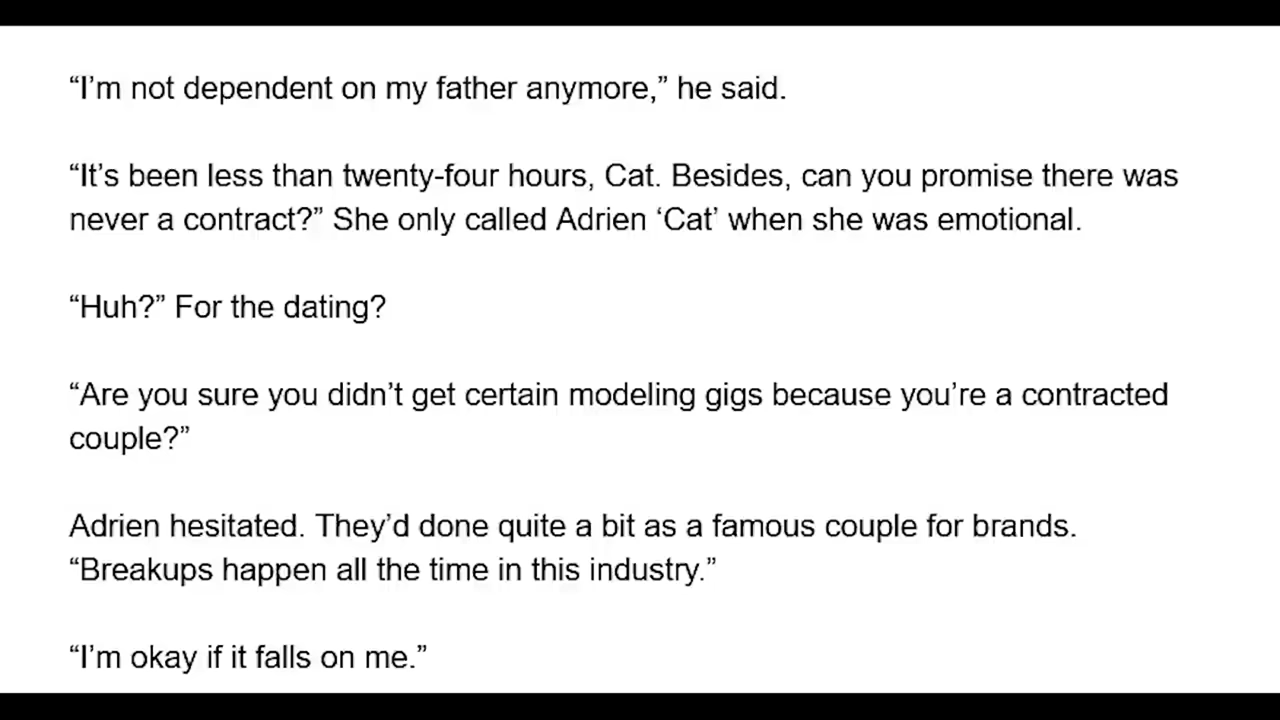 “I’m not dependent on my father anymore,” he said.
“It’s been less than twenty-four hours, Cat. Besides, can you promise there was
never a contract?” She only called Adrien ‘Cat’ when she was emotional.
“Huh?” For the dating?
“Are you sure you didn’t get certain modeling gigs because you’re a contracted
couple?”
Adrien hesitated. They’d done quite a bit as a famous couple for brands.
“Breakups happen all the time in this industry.”
“I’m okay if it falls on me.”